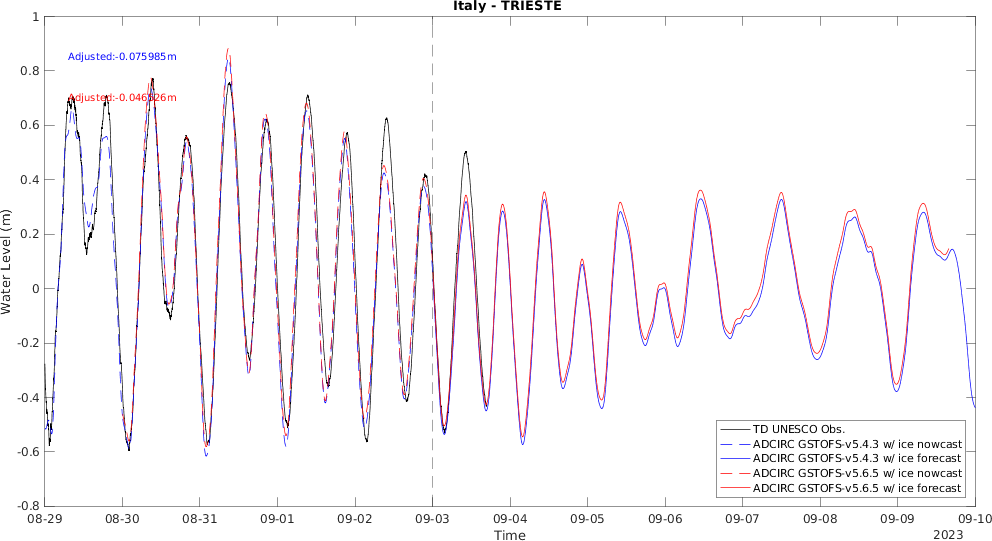 Italy - TRIESTE
Adjusted:-0.075985m
Water Level (m)
1
0.8
0.6
0.4
0.2
0
-0.2
-0.4
-0.6
-0.8
TD UNESCO Obs.
ADCIRC GSTOFS-v5.4.3 w/ ice nowcast
ADCIRC GSTOFS-v5.4.3 w/ ice forecast
ADCIRC GSTOFS-v5.6.5 w/ ice nowcast
ADCIRC GSTOFS-v5.6.5 w/ ice forecast
08-29 08-30 08-31 09-01 09-02 09-03 09-04 09-05 09-06 09-07 09-08 09-09 09-10
Time
2023